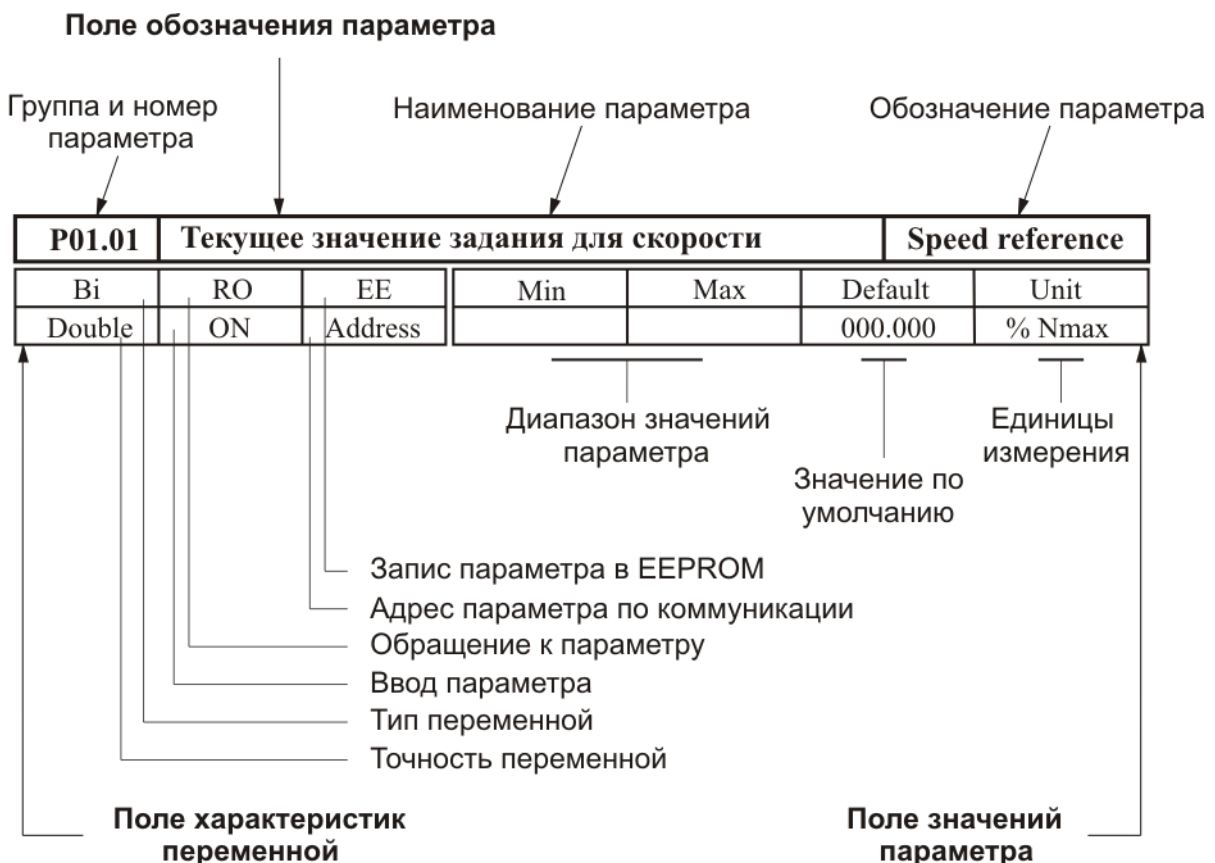 Поле обозначения параметра
Группа и номер
параметра
Наименование параметра
Обозначение параметра
P01.01 Текущее значение задания для скорости Speed reference
Bi RO EE Min Max Default Unit
Double ON Address 000.000 % Nmax
Диапазон значений
параметра
Единицы
измерения
Значение по
умолчанию
Запис параметра в EEPROM
Адрес параметра по коммуникации
Обращение к параметру
Ввод параметра
Тип переменной
Точность переменной
Поле характеристик
переменной
Поле значений
параметра